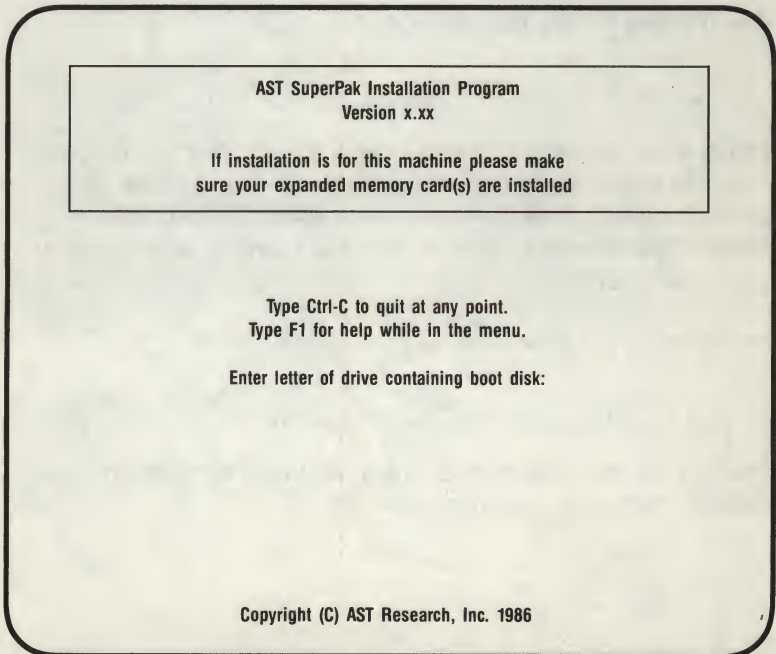 AST SuperPak Installation Program
Version x.xx
If installation is for this machine please make
sure your expanded memory card(s) are installed
Type Ctrl-C to quit at any point.
Type F1 for help while in the menu.
Enter letter of drive containing boot disk:
Copyright (C) AST Research, Inc. 1986